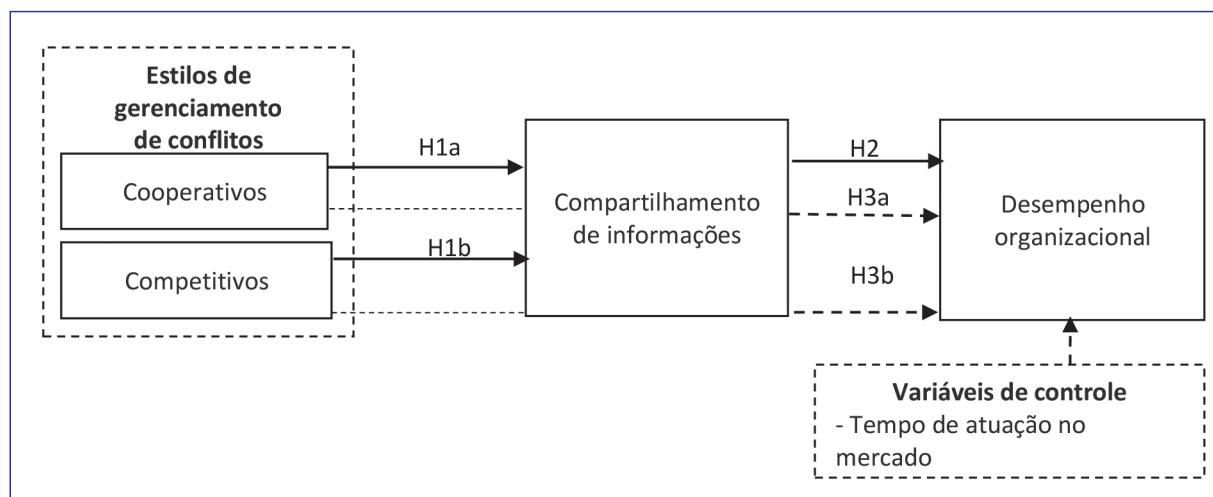 Estilos de
gerenciamento
de conflitos
Cooperativos
Competitivos
H1a
H1b
Compartilhamento
de informações
H2
H3a
H3b
Desempenho
organizacional
Variáveis de controle
- Tempo de atuação no
mercado